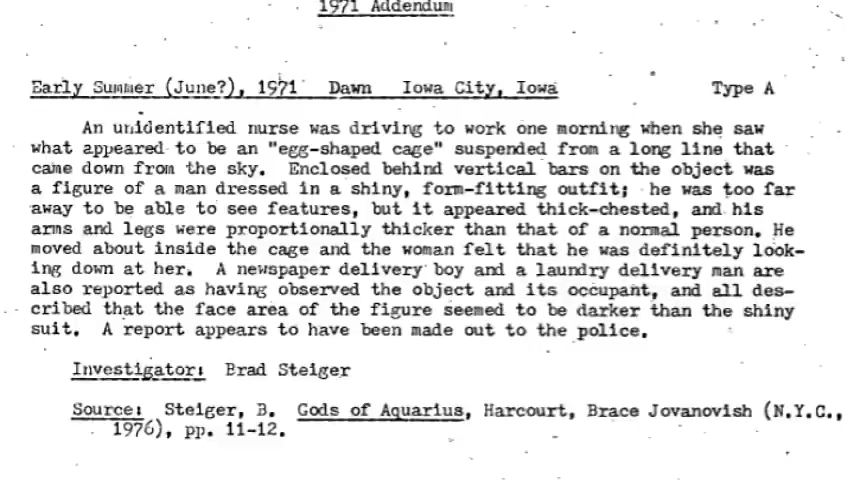 1971 Addendum
Early Summer (June?), 1971 Dawn Iowa City, Iowa Type A
An unidentified nurse was driving to work one morning when she saw
what appeared to be an "egg-shaped cage" suspended from a long line that
came down from the sky. Enclosed behind vertical bars on the object was
a figure of a man dressed in a shiny, form-fitting outfit; he was too far
away to be able to see features, but it appeared thick-chested, and his
arms and legs were proportionally thicker than that of a normal person. He
moved about inside the cage and the woman felt that he was definitely look-
ing down at her. A newspaper delivery boy and a laundry delivery man are
also reported as having observed the object and its occupant, and all des-
cribed that the face area of the figure seemed to be darker than the shiny
suit. A report appears to have been made out to the police.
Investigator: Brad Steiger
Source: Steiger, B. Gods of Aquarius, Harcourt, Brace Jovanovish (N.Y.C.,
1976), pp. 11-12.